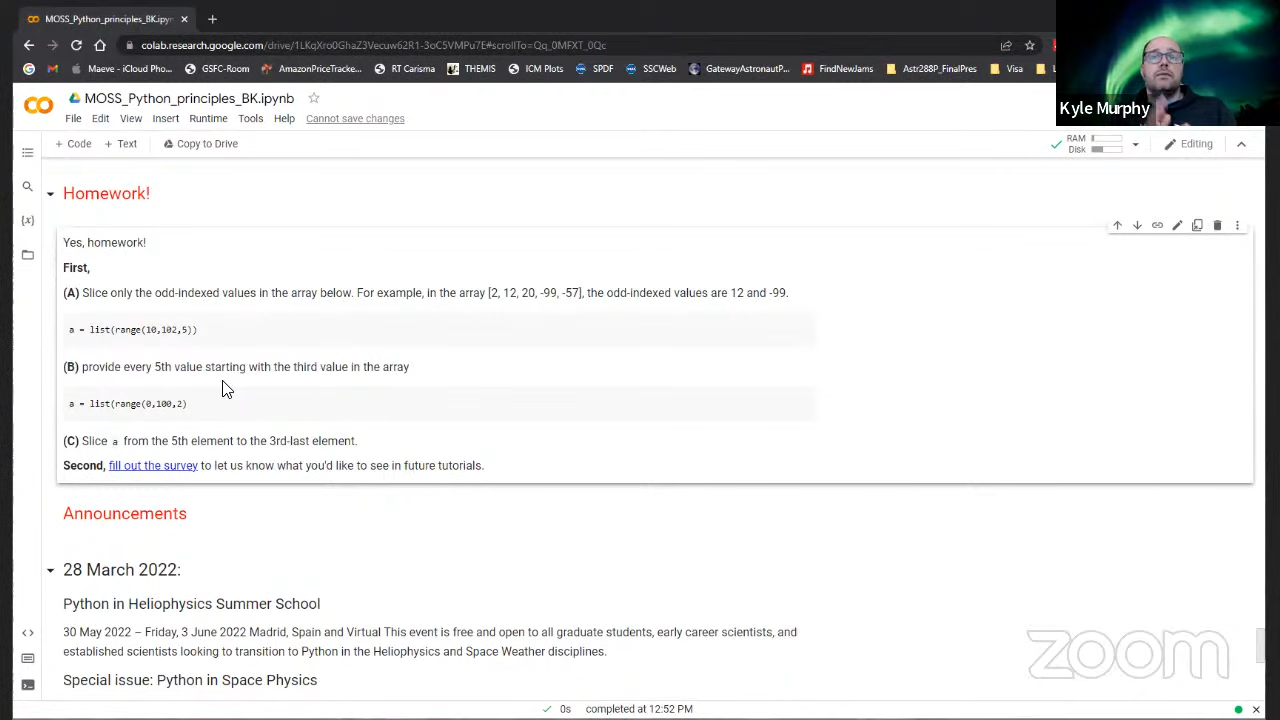 MOSS_Python_principles_BK.ipynb
colab.research.google.com/drive/1LKqXro0GhaZ3Vecuw62R1-3oC5VMPu7E#scrollTo=Qq_0MFXT_0Qc
Maeve - iCloud Pho... GSFC-Room AmazonPriceTrace... RT Carisma THEMIS ICM Plots SPDF SSCWeb GatewayAstronautP... FindNewJams Astr288P_FinalPres Visa
Kyle Murphy
MOSS_Python_principles_BK.ipynb
File Edit View Insert Runtime Tools Help Cannot save changes
+ Code + Text Copy to Drive RAM Disk Editing
Homework!
Yes, homework!
First,
(A) Slice only the odd-indexed values in the array below. For example, in the array [2, 12, 20, -99, -57], the odd-indexed values are 12 and -99.
a = list(range(10,102,5))
(B) provide every 5th value starting with the third value in the array
a = list(range(0,100,2)
(C) Slice a from the 5th element to the 3rd-last element.
Second, fill out the survey to let us know what you'd like to see in future tutorials.
Announcements
28 March 2022:
Python in Heliophysics Summer School
30 May 2022 – Friday, 3 June 2022 Madrid, Spain and Virtual This event is free and open to all graduate students, early career scientists, and
established scientists looking to transition to Python in the Heliophysics and Space Weather disciplines.
Special issue: Python in Space Physics
zoom
0s completed at 12:52 PM